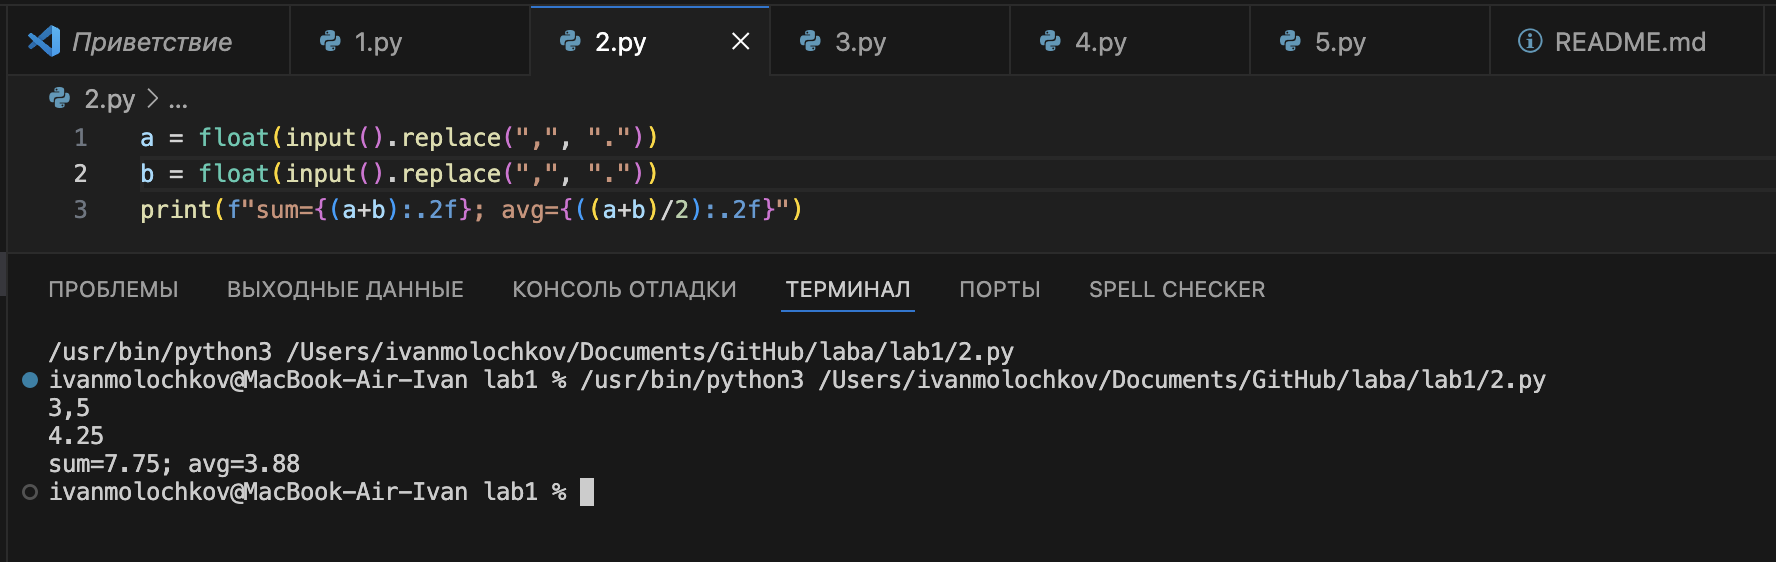 Приветствие 1.py 2.py 3.py 4.py 5.py README.md
2.py > ...
1 a = float(input().replace(",", "."))
2 b = float(input().replace(",", "."))
3 print(f"sum={(a+b):.2f}; avg={((a+b)/2):.2f}")
ПРОБЛЕМЫ ВЫХОДНЫЕ ДАННЫЕ КОНСОЛЬ ОТЛАДКИ ТЕРМИНАЛ ПОРТЫ SPELL CHECKER
/usr/bin/python3 /Users/ivanmolochkov/Documents/GitHub/laba/lab1/2.py
ivanmolochkov@MacBook-Air-Ivan lab1 % /usr/bin/python3 /Users/ivanmolochkov/Documents/GitHub/laba/lab1/2.py
3,5
4.25
sum=7.75; avg=3.88
ivanmolochkov@MacBook-Air-Ivan lab1 %